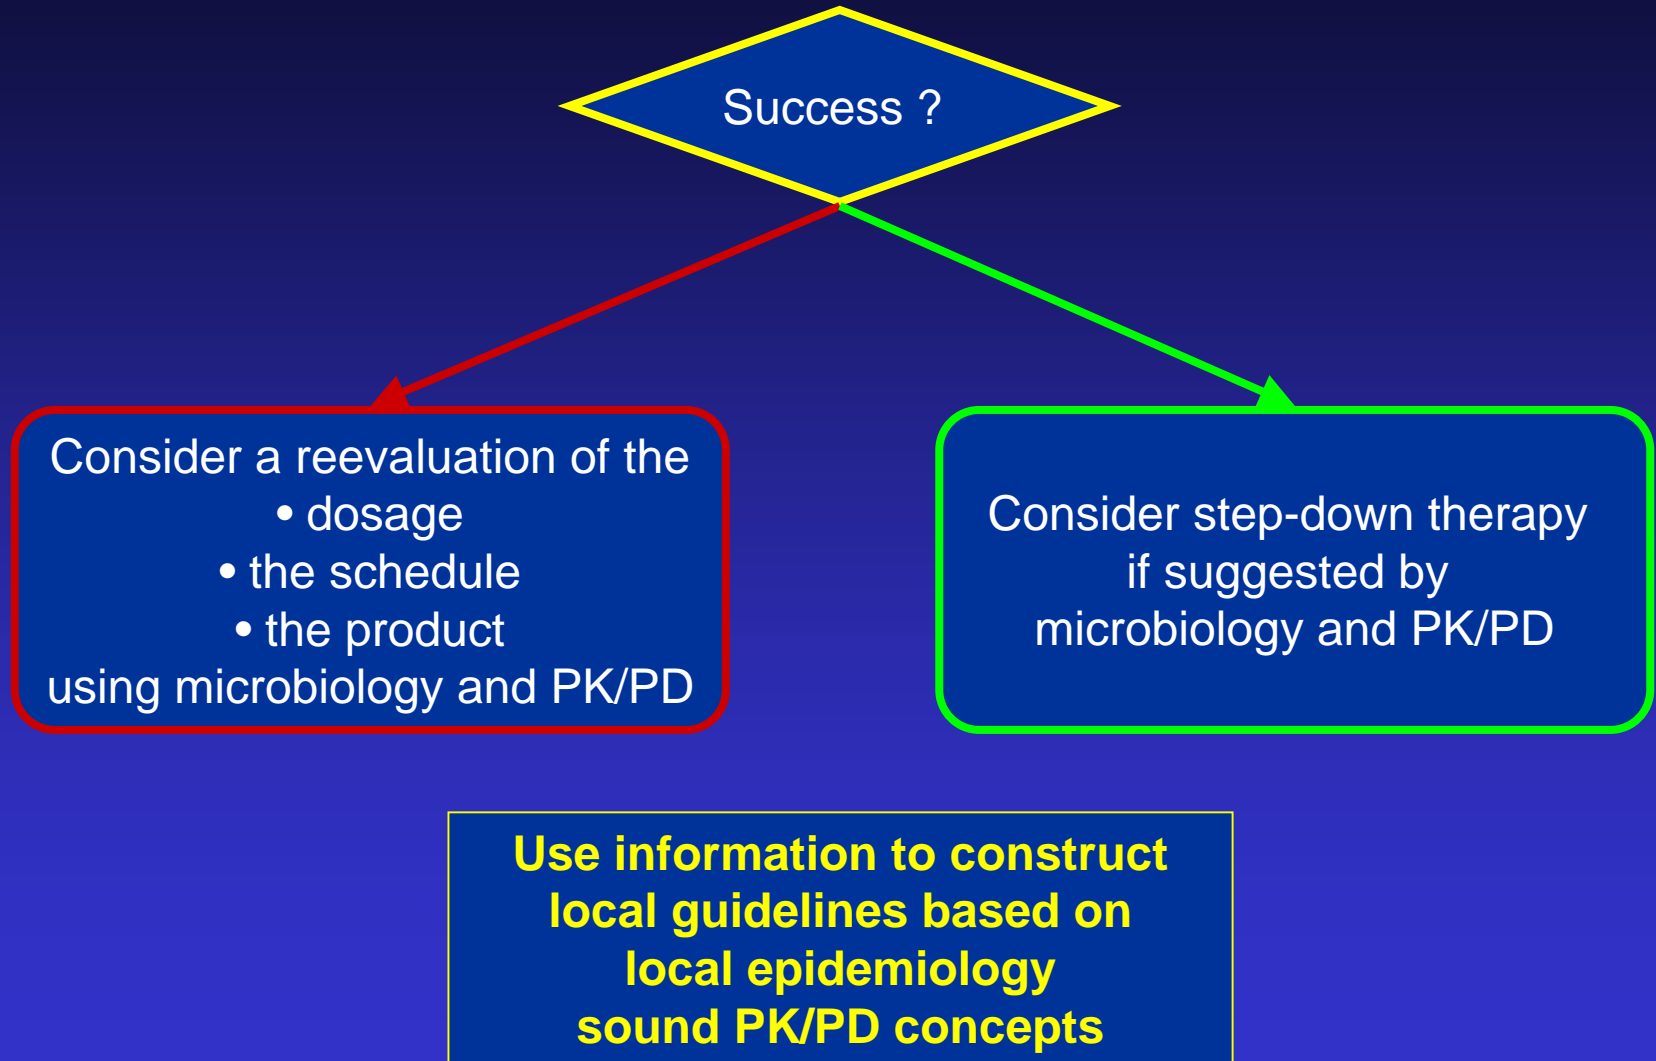 Success ?
Consider a reevaluation of the
• dosage
• the schedule
• the product
using microbiology and PK/PD
Consider step-down therapy
if suggested by
microbiology and PK/PD
Use information to construct
local guidelines based on
local epidemiology
sound PK/PD concepts